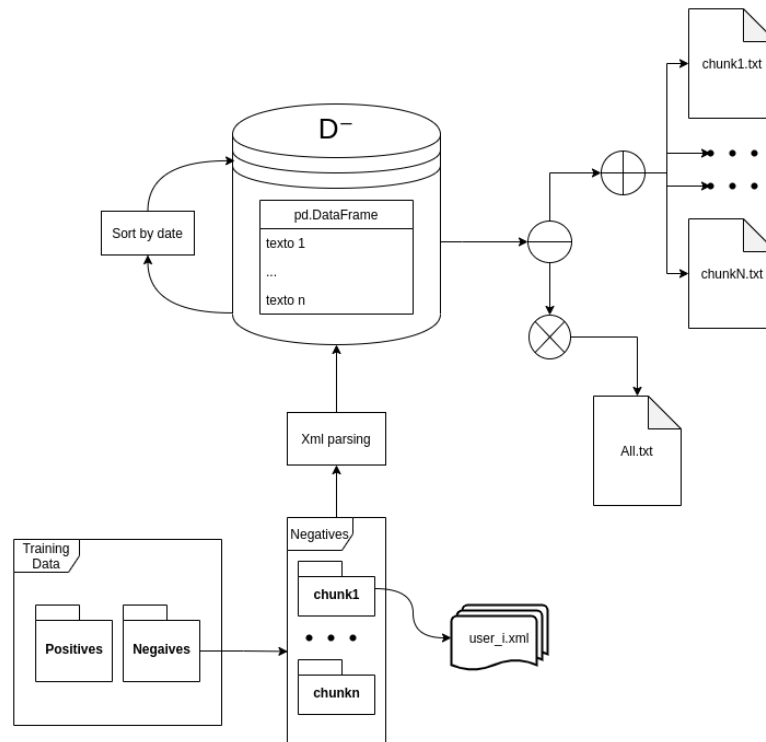 chunk1.txt
D⁻
pd.DataFrame
texto 1
...
texto n
Sort by date
chunkN.txt
Xml parsing
All.txt
Training
Data
Positives
Negaives
Negatives
chunk1
chunkn
user_i.xml